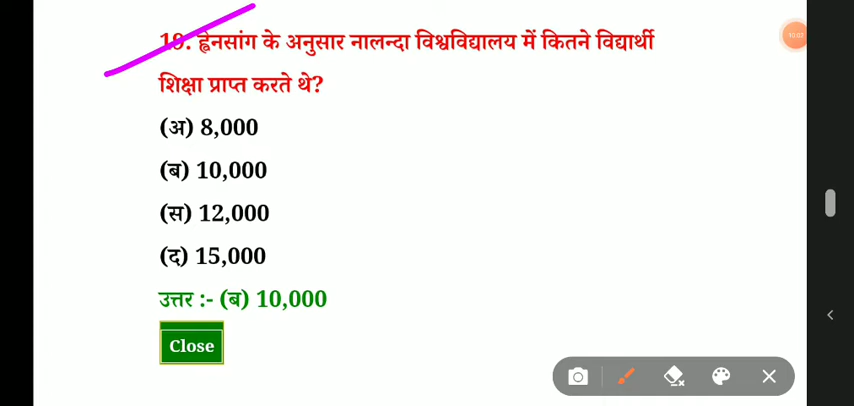 19. ह्वेनसांग के अनुसार नालन्दा विश्वविद्यालय में कितने विद्यार्थी
शिक्षा प्राप्त करते थे?
(अ) 8,000
(ब) 10,000
(स) 12,000
(द) 15,000
उत्तर :- (ब) 10,000
Close